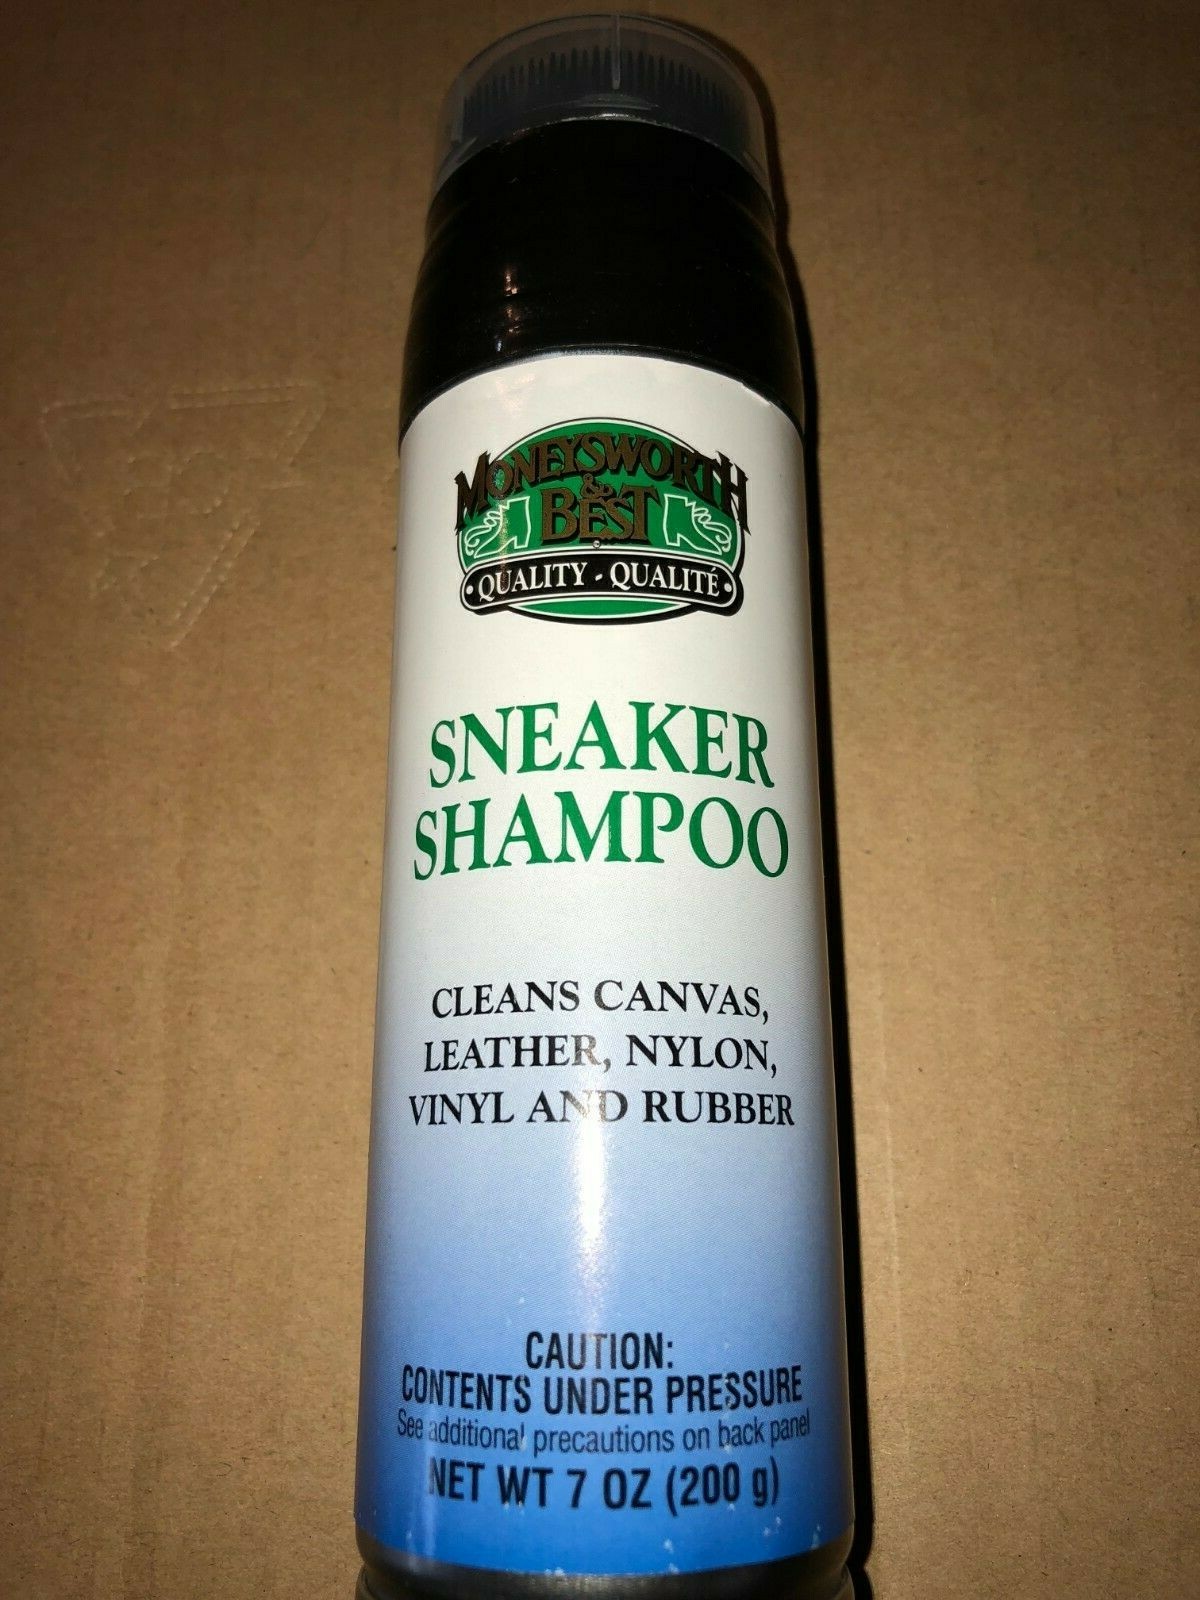 MONEYSWORTH
&
BEST
• QUALITY - QUALITÉ •
SNEAKER
SHAMPOO
CLEANS CANVAS,
LEATHER, NYLON,
VINYL AND RUBBER
CAUTION:
CONTENTS UNDER PRESSURE
See additional precautions on back panel
NET WT 7 OZ (200 g)